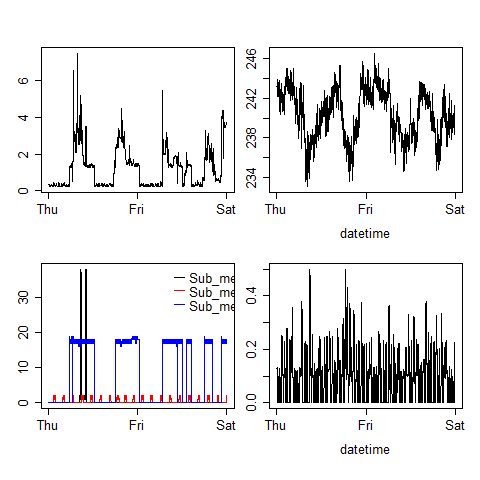 0 2 4 6
Thu Fri Sat
234 238 242 246
Thu Fri Sat
datetime
0 10 20 30
Sub_me
Sub_me
Sub_me
Thu Fri Sat
0.0 0.2 0.4
Thu Fri Sat
datetime